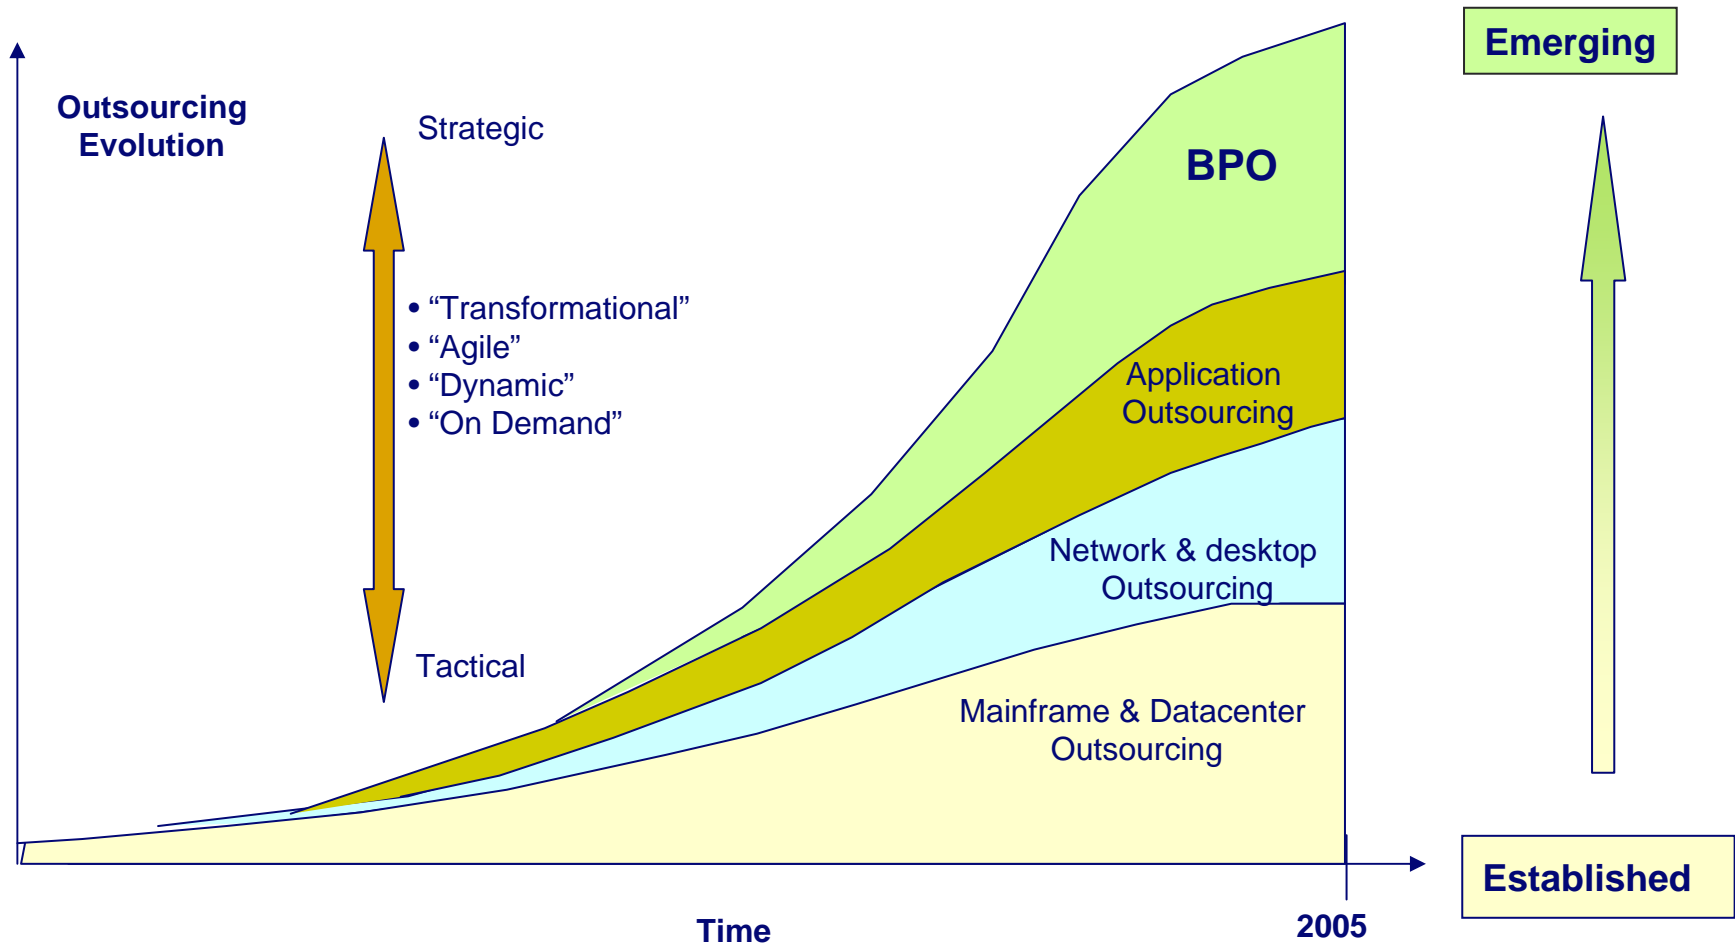 Emerging
Outsourcing
Evolution
Strategic
BPO
• “Transformational”
• “Agile”
• “Dynamic”
• “On Demand”
Application
Outsourcing
Network & desktop
Outsourcing
Tactical
Mainframe & Datacenter
Outsourcing
Established
Time
2005